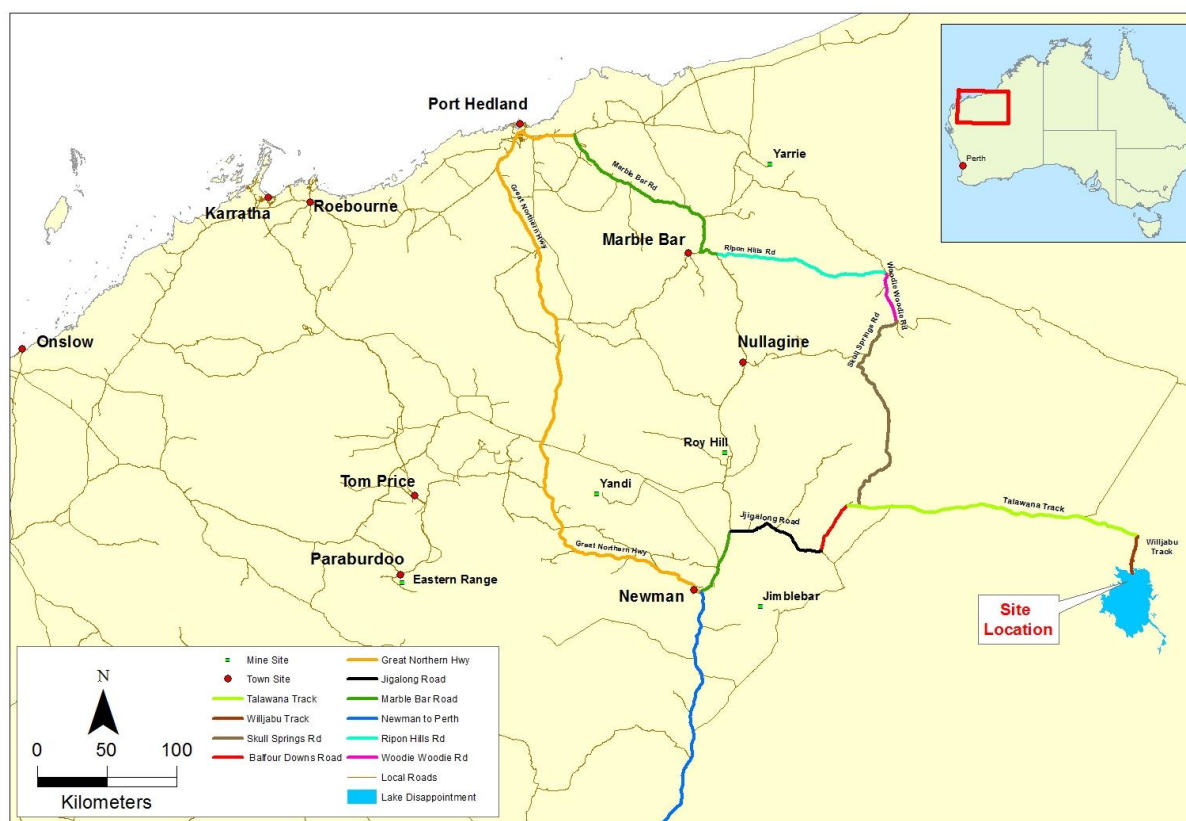 Port Hedland
Yarrie
Perth
Marble Bar Rd
Karratha
Roebourne
Great Northern Hwy
Marble Bar
Ripon Hills Rd
Woodie Woodie Rd
Onslow
Nullagine
Skull Springs Rd
Roy Hill
Tom Price
Yandi
Talawana Track
Jjigalong Road
Great Northern Hwy
Willjabu
Track
Paraburdoo
Eastern Range
Newman
Jimblebar
Site
Location
Mine Site
Town Site
Talawana Track
Willjabu Track
Skull Springs Rd
Balfour Downs Road
Great Northern Hwy
Jigalong Road
Marble Bar Road
Newman to Perth
Ripon Hills Rd
Woodie Woodie Rd
Local Roads
Lake Disappointment
N
0 50 100
Kilometers